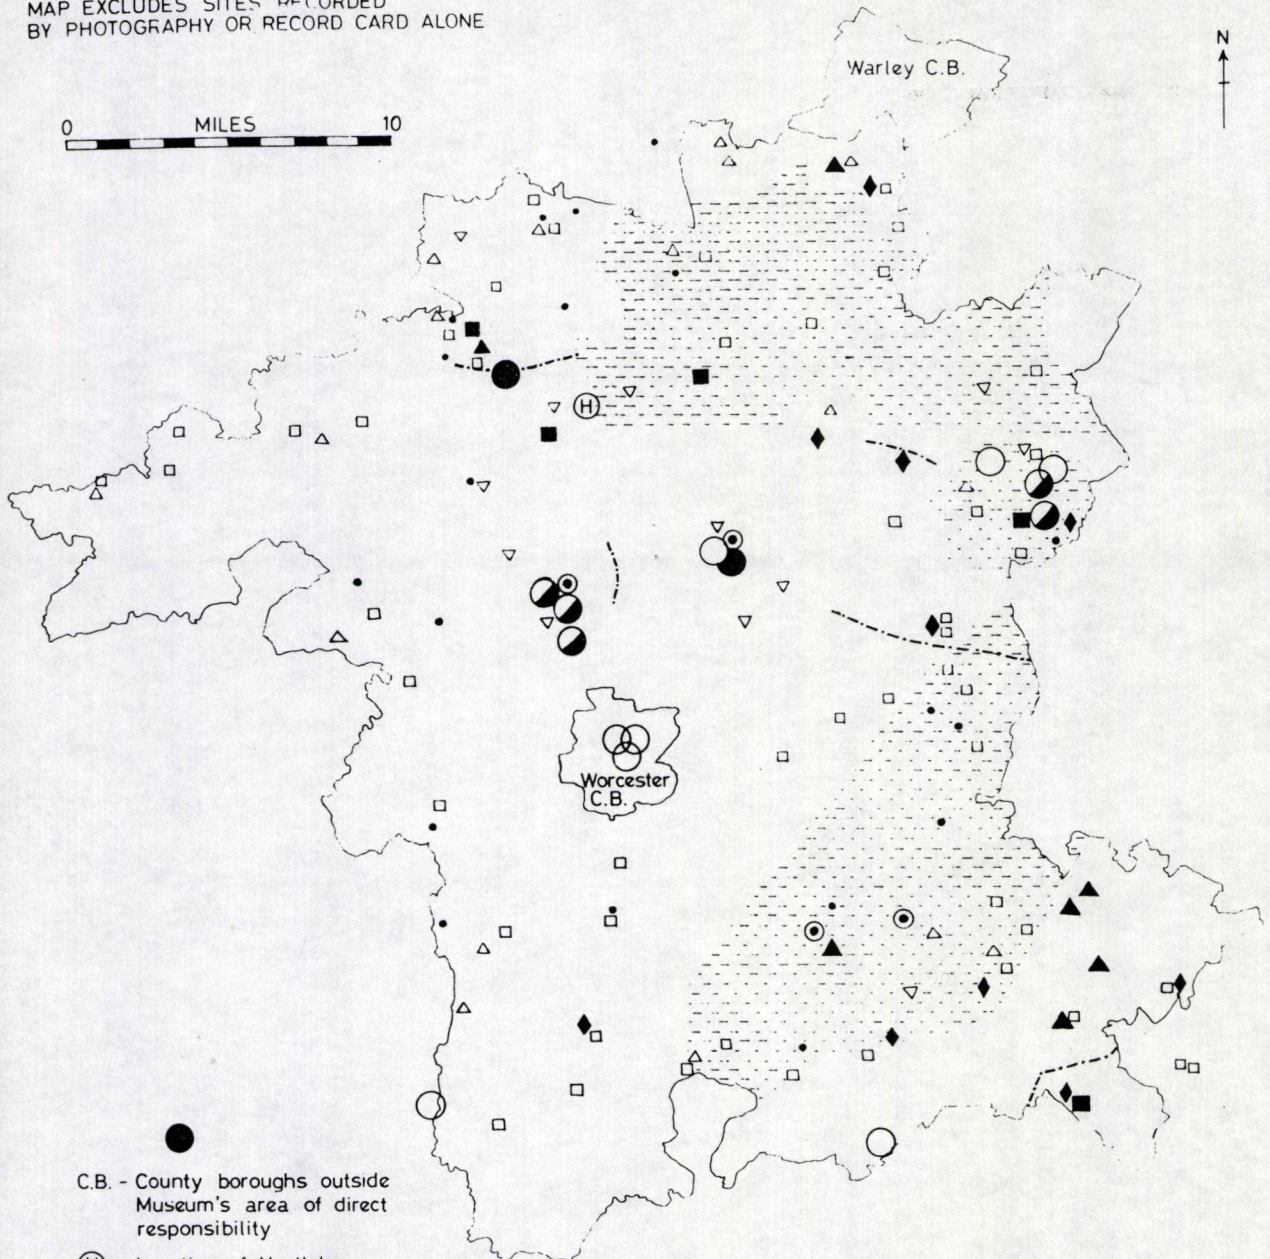 MAP EXCLUDES SITES RECORDED
BY PHOTOGRAPHY OR RECORD CARD ALONE
Warley C.B.
N
0 MILES 10
H
Worcester
C.B.
C.B. - County boroughs outside
Museum's area of direct
responsibility
H